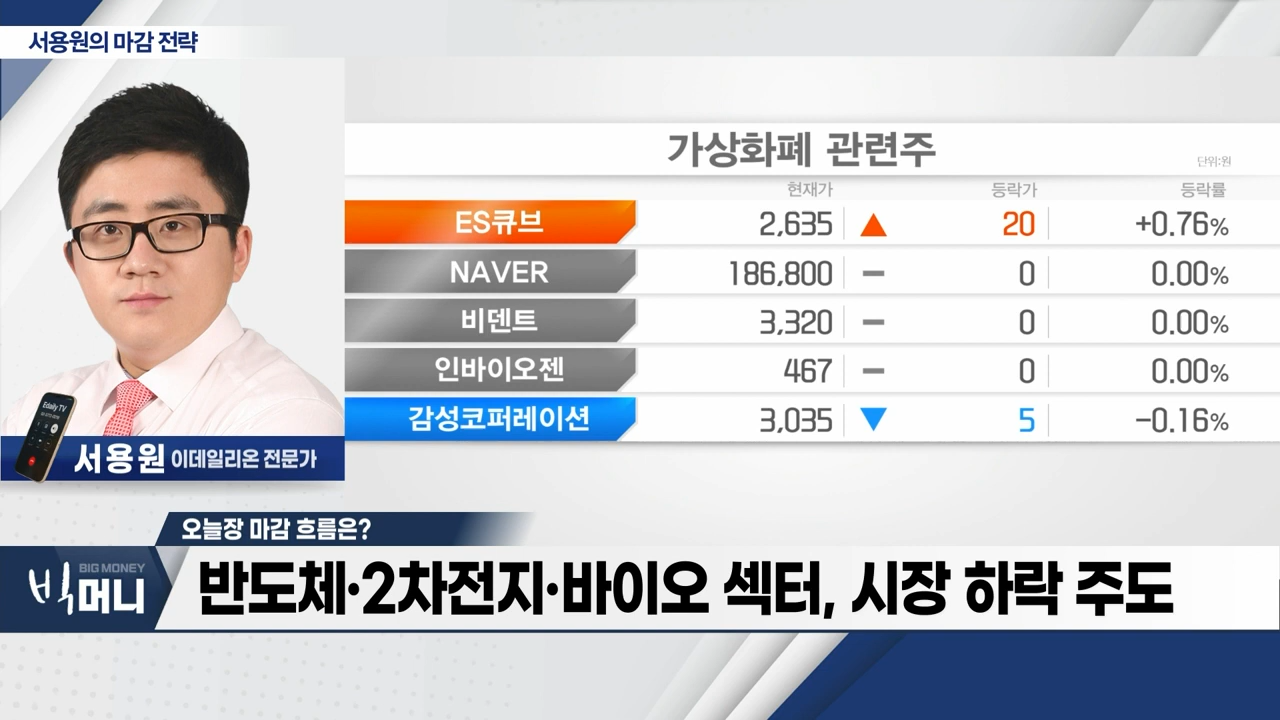 서용원의 마감 전략
가상화폐 관련주
단위:원
현재가 등락가 등락률
ES큐브 2,635 ▲ 20 +0.76%
NAVER 186,800 − 0 0.00%
비덴트 3,320 − 0 0.00%
인바이오젠 467 − 0 0.00%
감성코퍼레이션 3,035 ▼ 5 −0.16%
Edaily TV
서용원 이데일리온 전문가
오늘장 마감 흐름은?
BIG MONEY
빅머니
반도체·2차전지·바이오 섹터, 시장 하락 주도